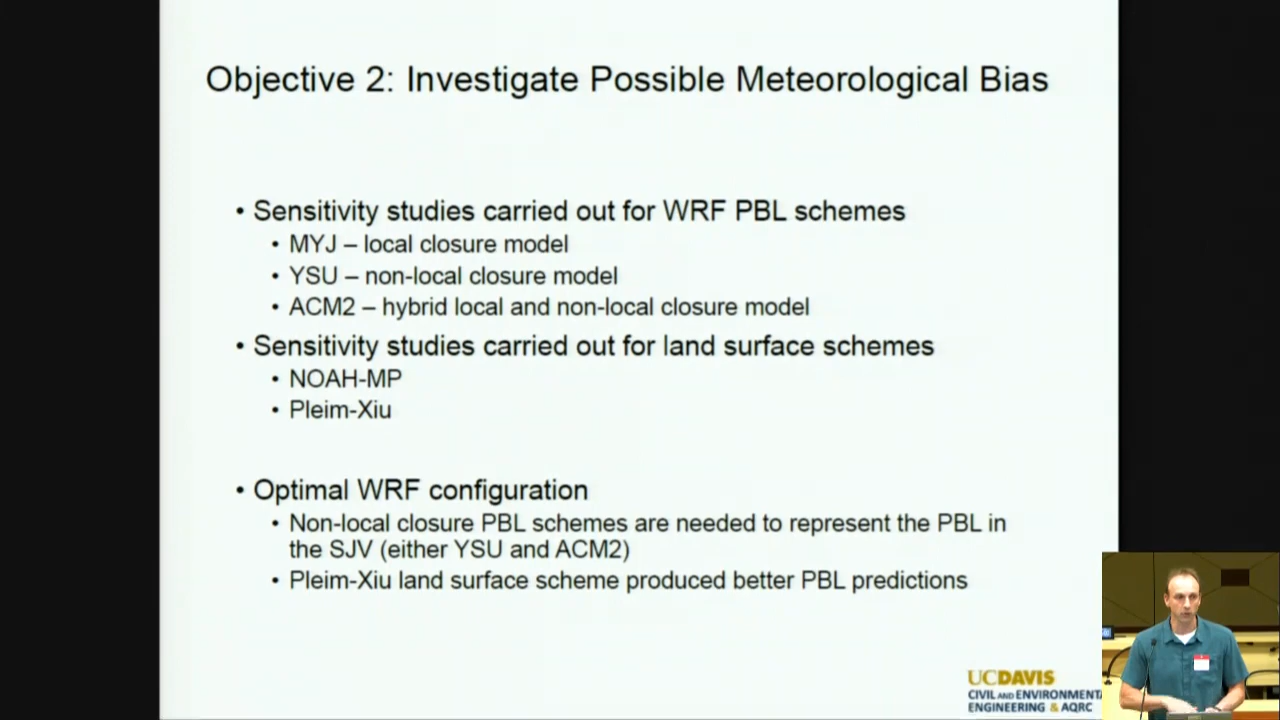 Objective 2: Investigate Possible Meteorological Bias
• Sensitivity studies carried out for WRF PBL schemes
• MYJ – local closure model
• YSU – non-local closure model
• ACM2 – hybrid local and non-local closure model
• Sensitivity studies carried out for land surface schemes
• NOAH-MP
• Pleim-Xiu
• Optimal WRF configuration
• Non-local closure PBL schemes are needed to represent the PBL in
the SJV (either YSU and ACM2)
• Pleim-Xiu land surface scheme produced better PBL predictions
UCDAVIS
CIVIL AND ENVIRONMENTA
ENGINEERING & AQRC